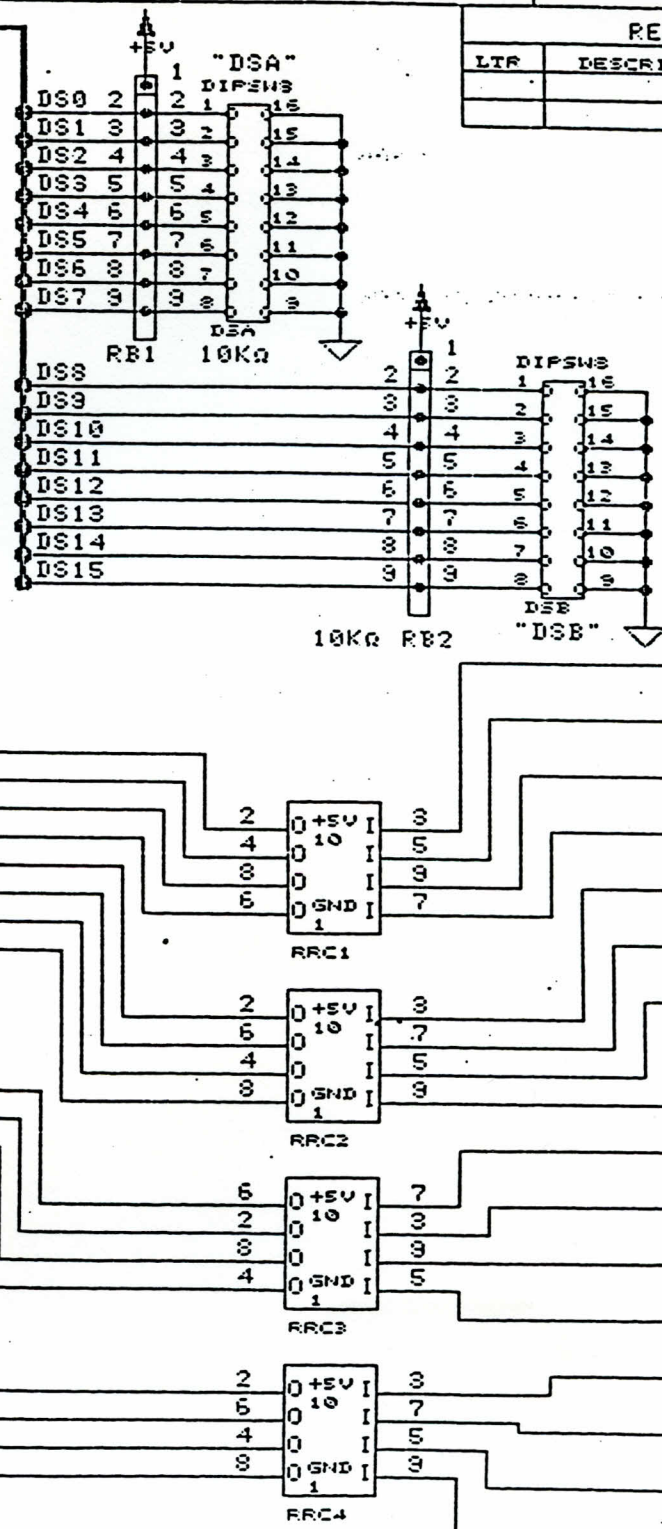 +5V
RE
LTR DESCRI
"DSA"
DIPSW8
1
DS0 2 2 1 16
DS1 3 3 2 15
DS2 4 4 3 14
DS3 5 5 4 13
DS4 6 6 5 12
DS5 7 7 6 11
DS6 8 8 7 10
DS7 9 9 8 9
DSA
RB1 10KΩ
+5V
1
DIPSW8
DS8 2 2 1 16
DS9 3 3 2 15
DS10 4 4 3 14
DS11 5 5 4 13
DS12 6 6 5 12
DS13 7 7 6 11
DS14 8 8 7 10
DS15 9 9 8 9
DSB
10KΩ RB2 "DSB"
2 O +5V I 3
4 O 10 I 5
8 O I 9
6 O GND I 7
1
RRC1
2 O +5V I 3
6 O 10 I 7
4 O I 5
8 O GND I 9
1
RRC2
6 O +5V I 7
2 O 10 I 3
8 O I 9
4 O GND I 5
1
RRC3
2 O +5V I 3
6 O 10 I 7
4 O I 5
8 O GND I 9
1
RRC4